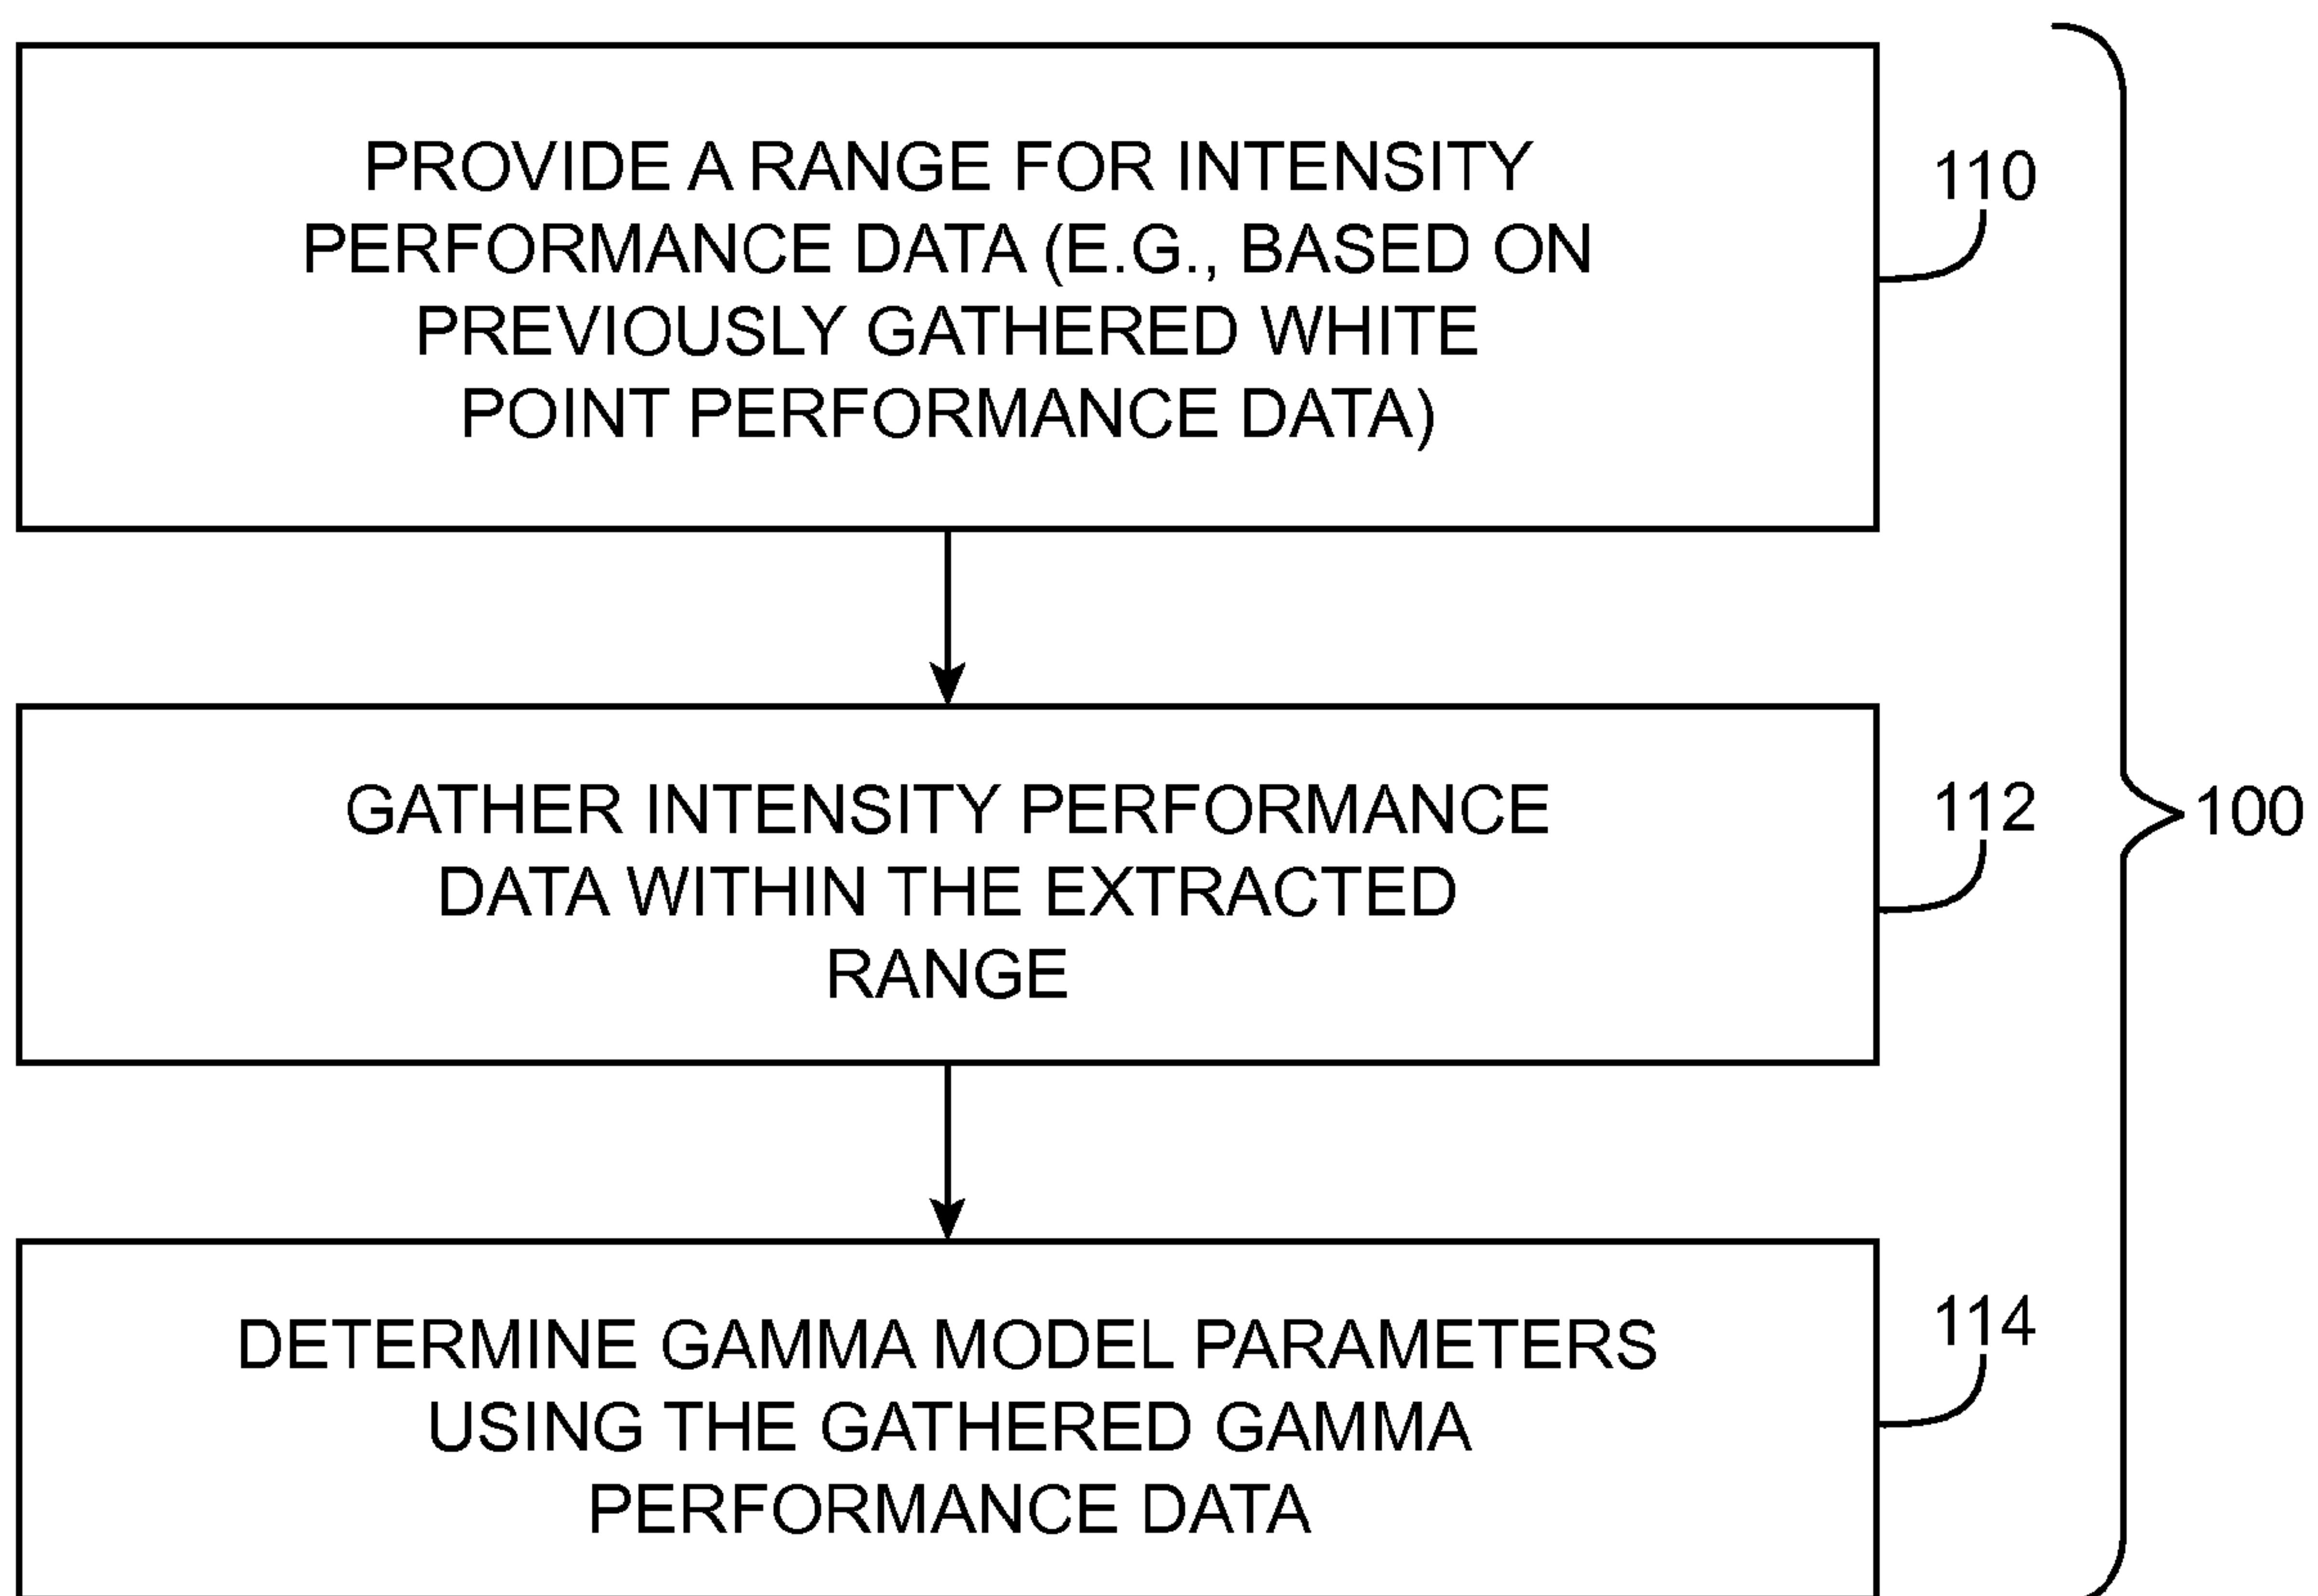 PROVIDE A RANGE FOR INTENSITY
PERFORMANCE DATA (E.G., BASED ON
PREVIOUSLY GATHERED WHITE
POINT PERFORMANCE DATA)
110
GATHER INTENSITY PERFORMANCE
DATA WITHIN THE EXTRACTED
RANGE
112
100
DETERMINE GAMMA MODEL PARAMETERS
USING THE GATHERED GAMMA
PERFORMANCE DATA
114